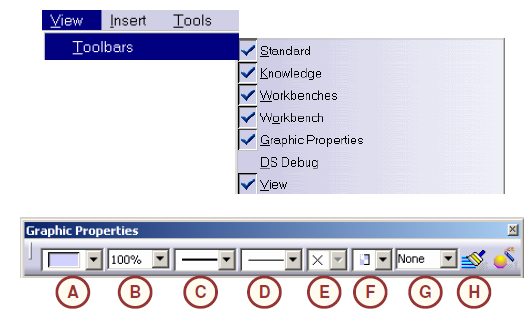 View Insert Tools
Toolbars
Standard
Knowledge
Workbenches
Workbench
Graphic Properties
DS Debug
View
Graphic Properties
100% None
A B C D E F G H